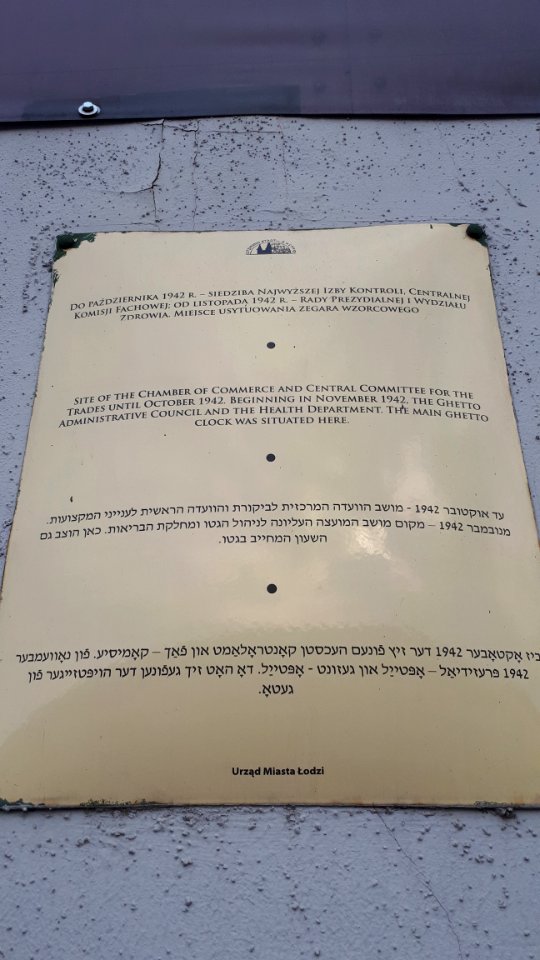 Do października 1942 r. – siedziba Najwyższej Izby Kontroli, Centralnej
Komisji Fachowej; od listopada 1942 r. – Rady Prezydialnej i Wydziału
Zdrowia. Miejsce usytuowania zegara wzorcowego
Site of the Chamber of Commerce and Central Committee for the
Trades until October 1942. Beginning in November 1942, the Ghetto
Administrative Council and the Health Department. The main ghetto
clock was situated here.
עד אוקטובר 1942 - מושב הוועדה המרכזית לביקורת והוועדה הראשית לענייני המקצועות.
מנובמבר 1942 – מקום מושב המועצה העליונה לניהול הגטו ומחלקת הבריאות. כאן הוצב גם
השעון המחייב בגטו.
ביז אָקטאָבער 1942 דער זיץ פֿונעם העכסטן קאָנטראָלאַמט און פֿאַך – קאָמיסיע. פֿון נאָוועמבער
1942 פּרעזידיאַל – אָפּטייַל און געזונט - אָפּטייַל. דאָ האָט זיך געפֿונען דער הויפּטזייגער פֿון
געטאָ.
Urząd Miasta Łodzi